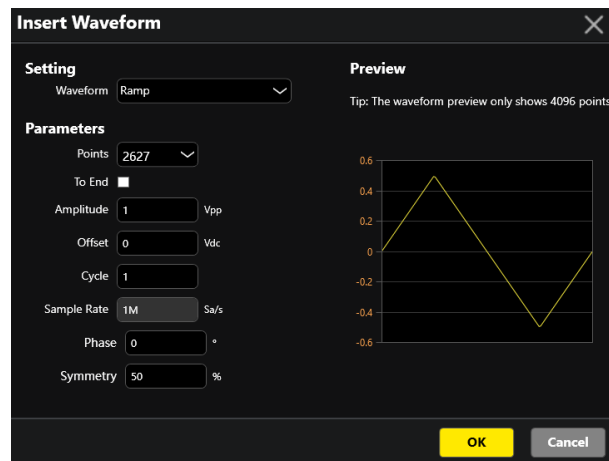 Insert Waveform
Setting
Waveform Ramp
Parameters
Points 2627
To End
Amplitude 1 Vpp
Offset 0 Vdc
Cycle 1
Sample Rate 1M Sa/s
Phase 0 °
Symmetry 50 %
Preview
Tip: The waveform preview only shows 4096 points
0.6
0.4
0.2
0
-0.2
-0.4
-0.6
OK Cancel